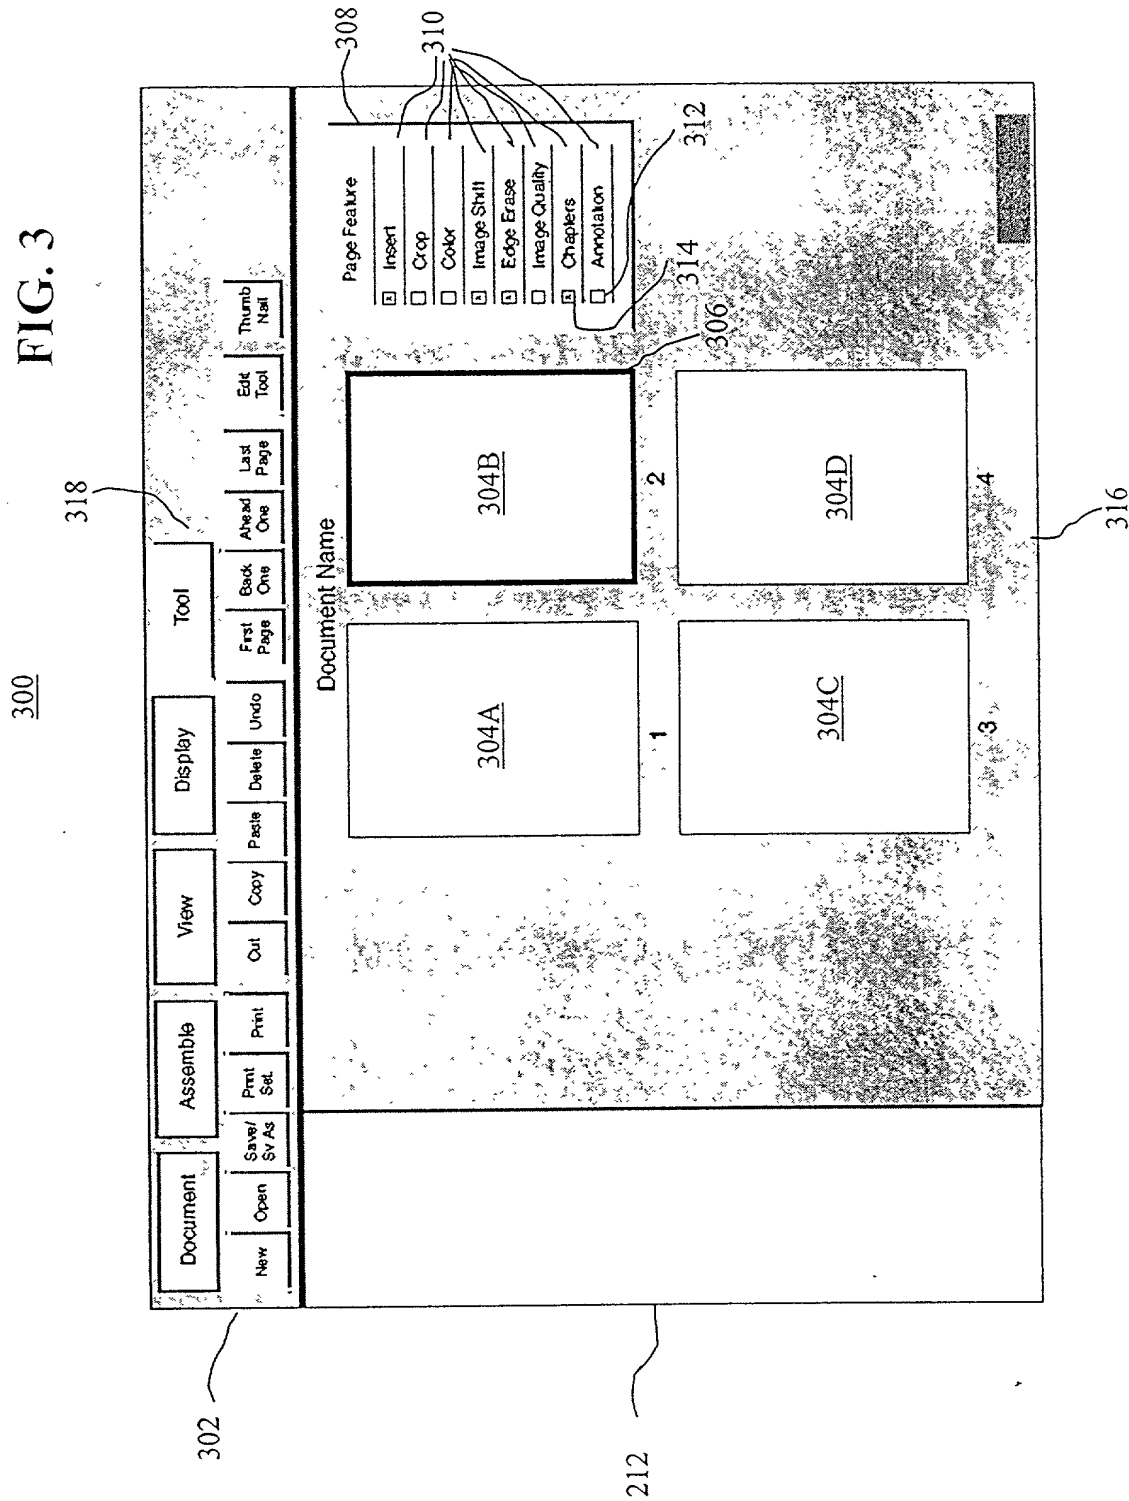 FIG. 3
300
318
Document
Assemble
View
Display
Tool
New
Open
Save/
Sv As
Print
Set.
Print
Cut
Copy
Paste
Delete
Undo
First
Page
Back
One
Ahead
One
Last
Page
Edit
Tool
Thumb
Nail
302
Document Name
304A
304B
1
2
304C
304D
3
4
Page Feature
x Insert
Crop
Color
x Image Shift
x Edge Erase
Image Quality
x Chapters
Annotation
308
310
312
314
306
316
212